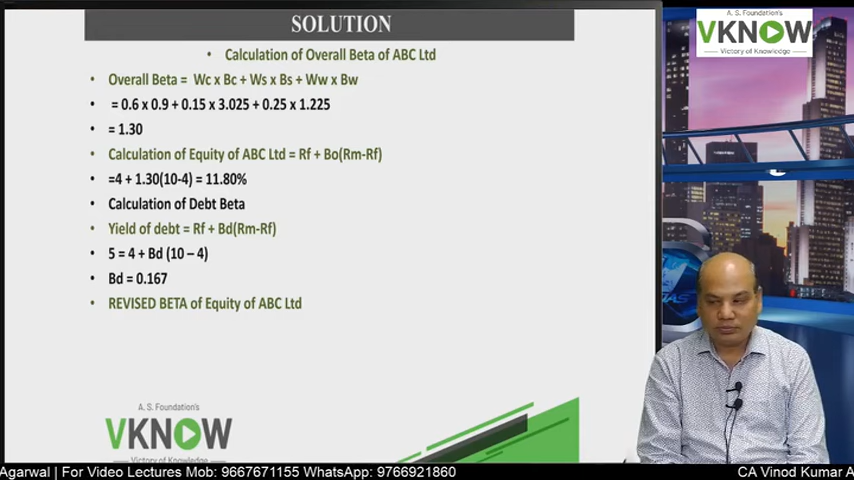 SOLUTION
• Calculation of Overall Beta of ABC Ltd
• Overall Beta = Wc x Bc + Ws x Bs + Ww x Bw
• = 0.6 x 0.9 + 0.15 x 3.025 + 0.25 x 1.225
• = 1.30
• Calculation of Equity of ABC Ltd = Rf + Bo(Rm-Rf)
• =4 + 1.30(10-4) = 11.80%
• Calculation of Debt Beta
• Yield of debt = Rf + Bd(Rm-Rf)
• 5 = 4 + Bd (10 – 4)
• Bd = 0.167
• REVISED BETA of Equity of ABC Ltd
A. S. Foundation's
VKNOW
Victory of Knowledge
A. S. Foundation's
VKNOW
Victory of Knowledge
Agarwal | For Video Lectures Mob: 9667671155 WhatsApp: 9766921860
CA Vinod Kumar A